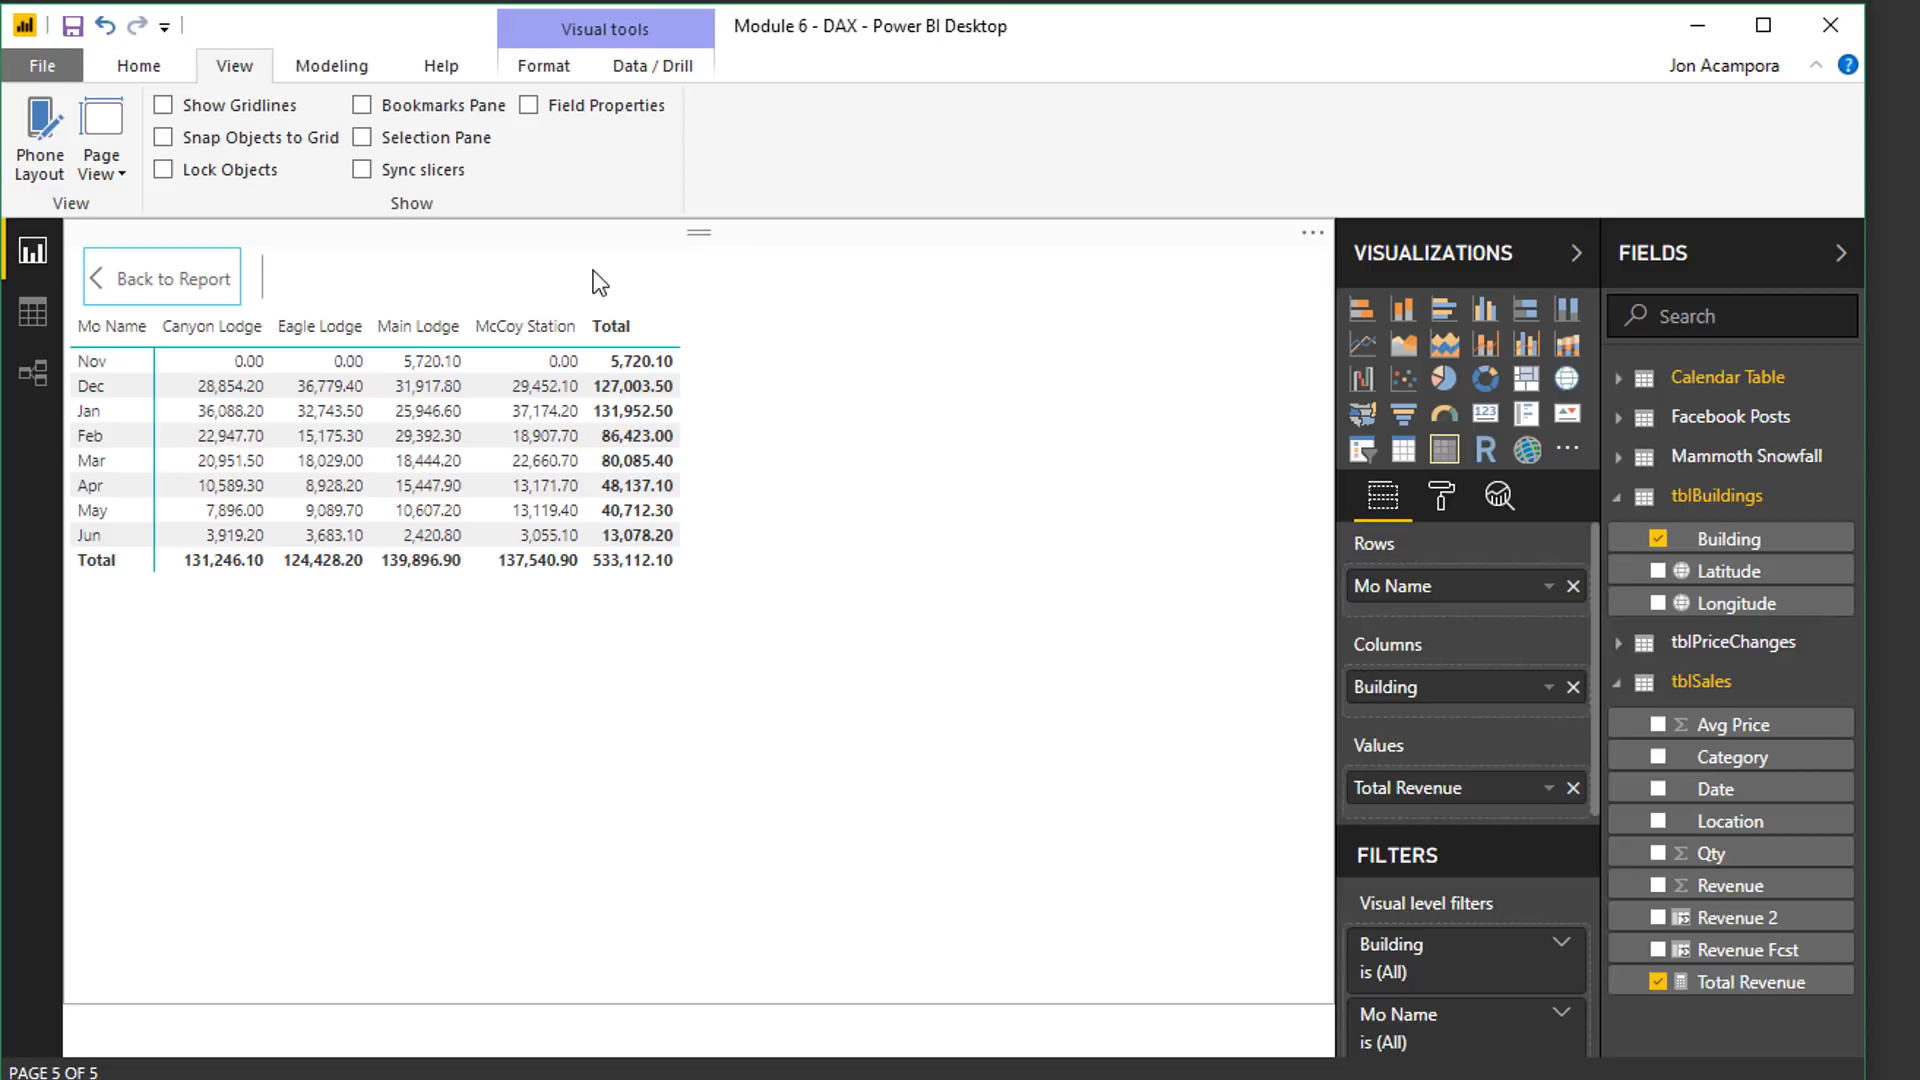 Visual tools
Module 6 - DAX - Power BI Desktop
File Home View Modeling Help Format Data / Drill
Jon Acampora
?
Phone Layout
Page View
Show Gridlines
Snap Objects to Grid
Lock Objects
Bookmarks Pane
Selection Pane
Sync slicers
Field Properties
View
Show
Back to Report
Mo Name Canyon Lodge Eagle Lodge Main Lodge McCoy Station Total
Nov 0.00 0.00 5,720.10 0.00 5,720.10
Dec 28,854.20 36,779.40 31,917.80 29,452.10 127,003.50
Jan 36,088.20 32,743.50 25,946.60 37,174.20 131,952.50
Feb 22,947.70 15,175.30 29,392.30 18,907.70 86,423.00
Mar 20,951.50 18,029.00 18,444.20 22,660.70 80,085.40
Apr 10,589.30 8,928.20 15,447.90 13,171.70 48,137.10
May 7,896.00 9,089.70 10,607.20 13,119.40 40,712.30
Jun 3,919.20 3,683.10 2,420.80 3,055.10 13,078.20
Total 131,246.10 124,428.20 139,896.90 137,540.90 533,112.10
VISUALIZATIONS
123
R
Rows
Mo Name
Columns
Building
Values
Total Revenue
FILTERS
Visual level filters
Building
is (All)
Mo Name
is (All)
FIELDS
Search
Calendar Table
Facebook Posts
Mammoth Snowfall
tblBuildings
Building
Latitude
Longitude
tblPriceChanges
tblSales
Σ Avg Price
Category
Date
Location
Σ Qty
Σ Revenue
Revenue 2
Revenue Fcst
Total Revenue
PAGE 5 OF 5